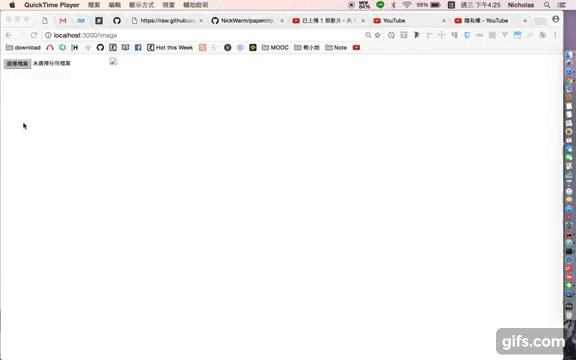 QuickTime Player 檔案 編輯 顯示方式 視窗 輔助說明 99% 週三 下午4:25 Nicholas
https://raw.githubuse NickWarm/paperclip 已上傳 1 部影片 - 共 YouTube 隱私權 - YouTube YouTube
localhost:3000/image
download Hot this Week MOOC 輕小說 Note
選擇檔案 未選擇任何檔案
gifs.com